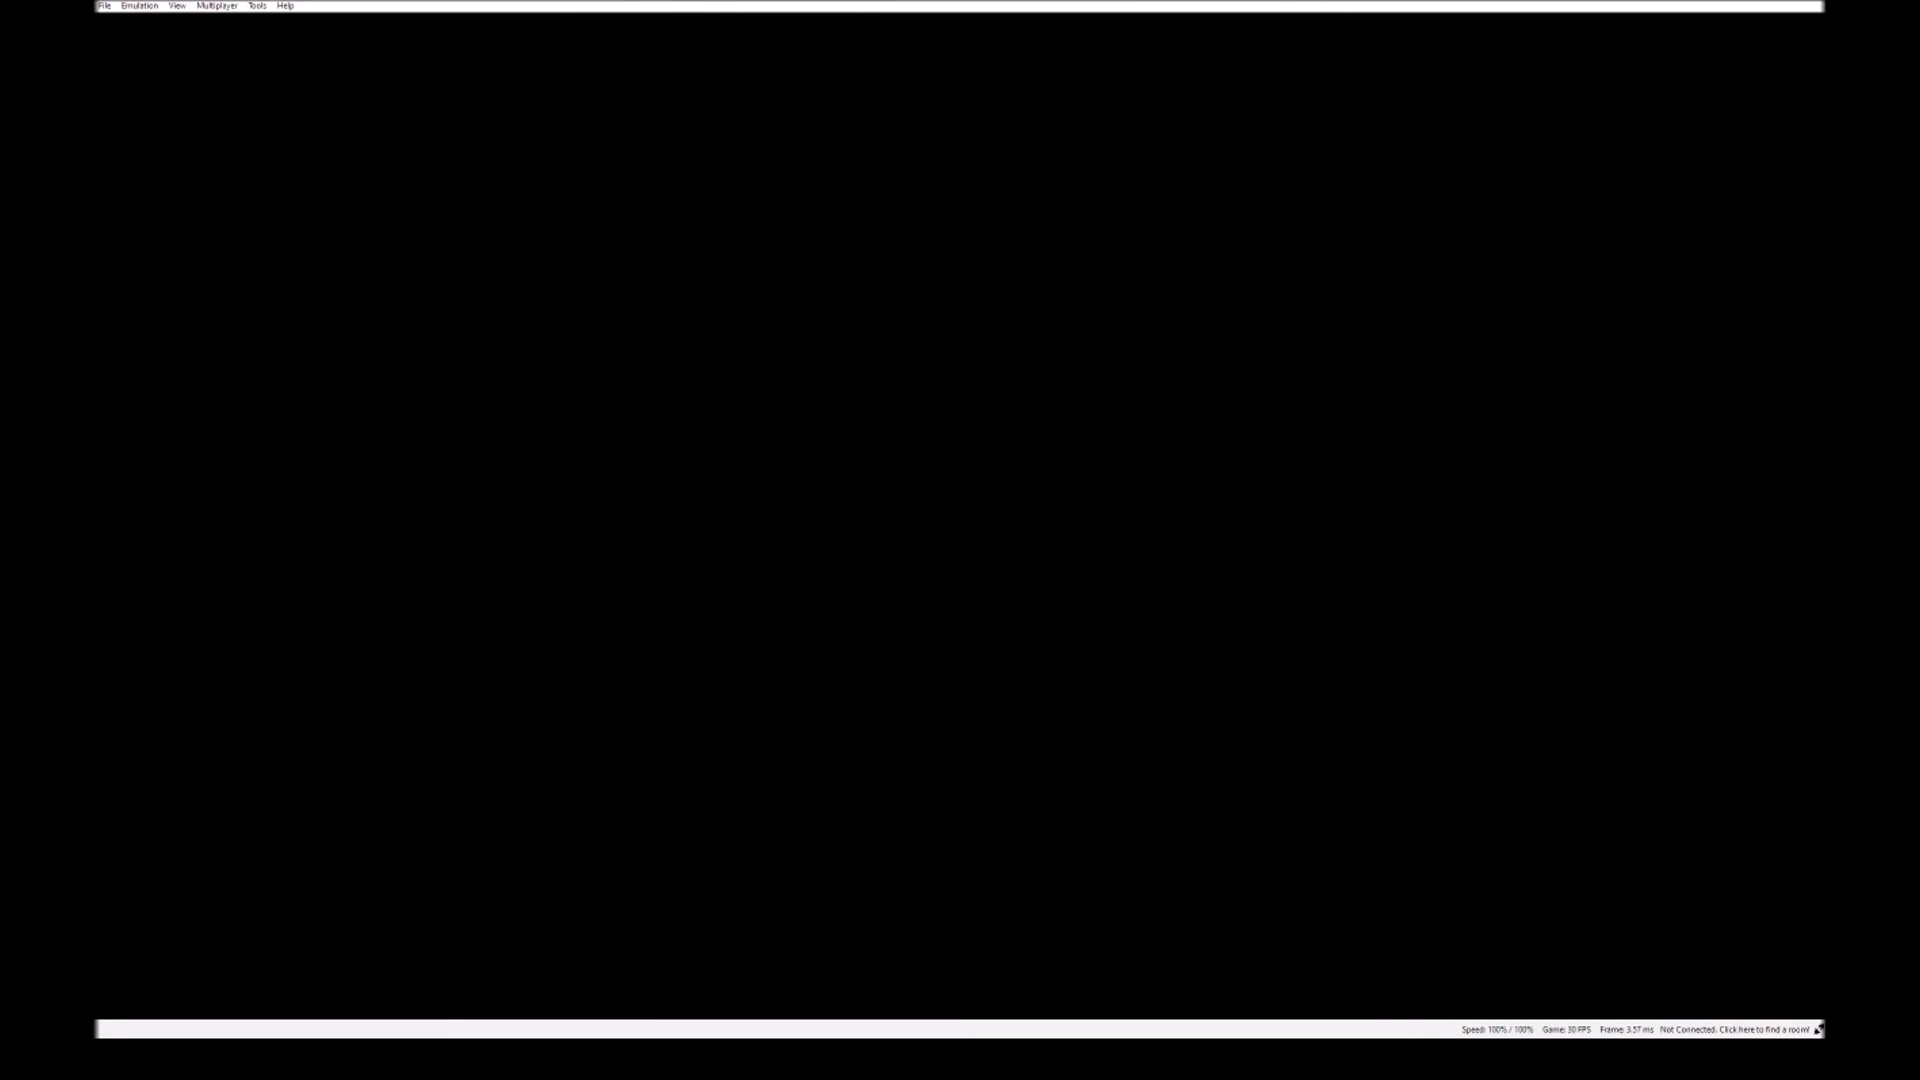 File Emulation View Multiplayer Tools Help
Speed: 100% / 100% Game: 30 FPS Frame: 3.57 ms Not Connected. Click here to find a room!